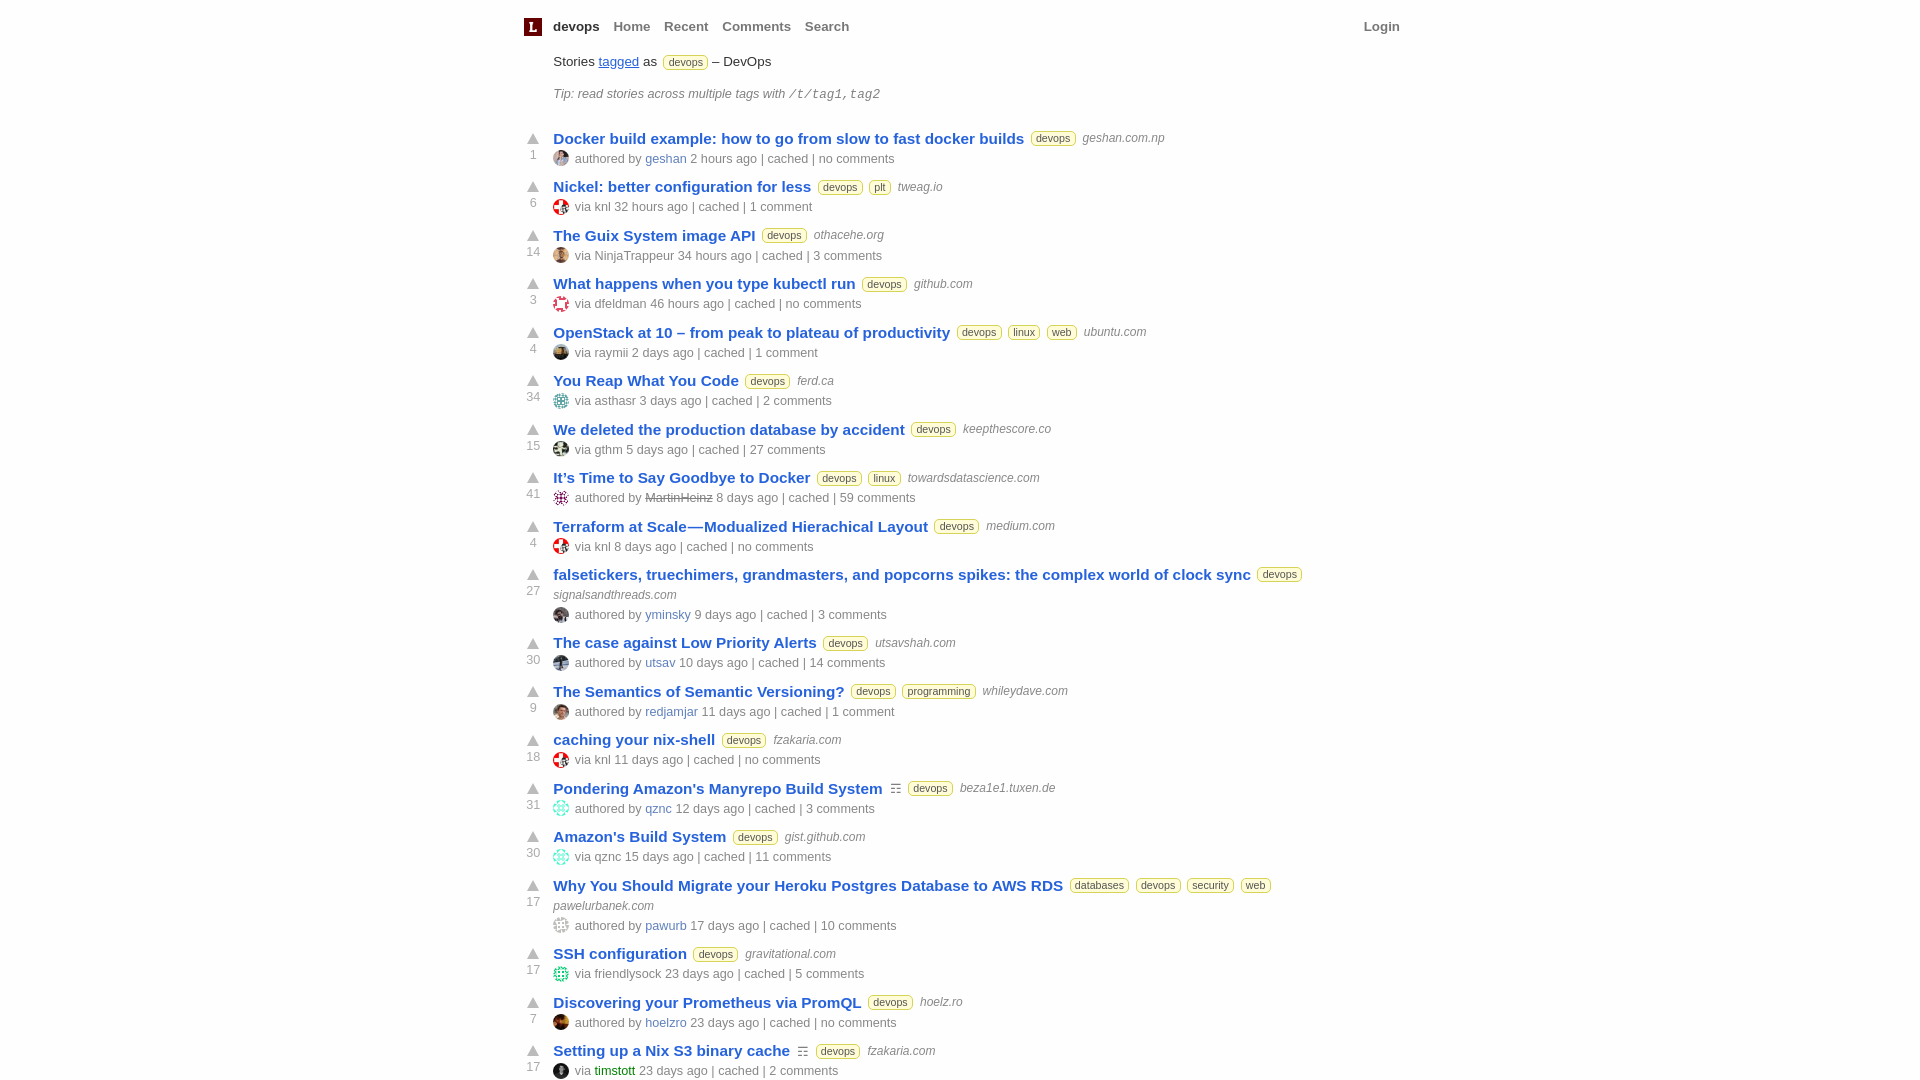 L devops Home Recent Comments Search Login
Stories tagged as devops – DevOps
Tip: read stories across multiple tags with /t/tag1,tag2
Docker build example: how to go from slow to fast docker builds devops geshan.com.np
1 authored by geshan 2 hours ago | cached | no comments
Nickel: better configuration for less devops plt tweag.io
6 via knl 32 hours ago | cached | 1 comment
The Guix System image API devops othacehe.org
14 via NinjaTrappeur 34 hours ago | cached | 3 comments
What happens when you type kubectl run devops github.com
3 via dfeldman 46 hours ago | cached | no comments
OpenStack at 10 – from peak to plateau of productivity devops linux web ubuntu.com
4 via raymii 2 days ago | cached | 1 comment
You Reap What You Code devops ferd.ca
34 via asthasr 3 days ago | cached | 2 comments
We deleted the production database by accident devops keepthescore.co
15 via gthm 5 days ago | cached | 27 comments
It’s Time to Say Goodbye to Docker devops linux towardsdatascience.com
41 authored by MartinHeinz 8 days ago | cached | 59 comments
Terraform at Scale — Modualized Hierachical Layout devops medium.com
4 via knl 8 days ago | cached | no comments
falsetickers, truechimers, grandmasters, and popcorns spikes: the complex world of clock sync devops
27 signalsandthreads.com
authored by yminsky 9 days ago | cached | 3 comments
The case against Low Priority Alerts devops utsavshah.com
30 authored by utsav 10 days ago | cached | 14 comments
The Semantics of Semantic Versioning? devops programming whileydave.com
9 authored by redjamjar 11 days ago | cached | 1 comment
caching your nix-shell devops fzakaria.com
18 via knl 11 days ago | cached | no comments
Pondering Amazon's Manyrepo Build System ☶ devops beza1e1.tuxen.de
31 authored by qznc 12 days ago | cached | 3 comments
Amazon's Build System devops gist.github.com
30 via qznc 15 days ago | cached | 11 comments
Why You Should Migrate your Heroku Postgres Database to AWS RDS databases devops security web
17 pawelurbanek.com
authored by pawurb 17 days ago | cached | 10 comments
SSH configuration devops gravitational.com
17 via friendlysock 23 days ago | cached | 5 comments
Discovering your Prometheus via PromQL devops hoelz.ro
7 authored by hoelzro 23 days ago | cached | no comments
Setting up a Nix S3 binary cache ☶ devops fzakaria.com
17 via timstott 23 days ago | cached | 2 comments